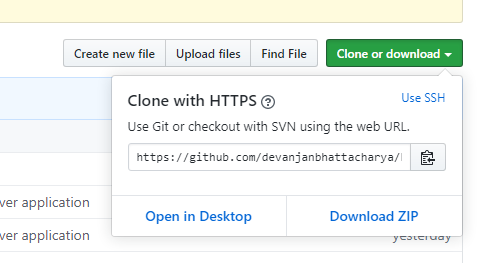 Create new file Upload files Find File Clone or download
Clone with HTTPS ? Use SSH
Use Git or checkout with SVN using the web URL.
https://github.com/devanjanbhattacharya/
Open in Desktop Download ZIP
ver application
ver application yesterday